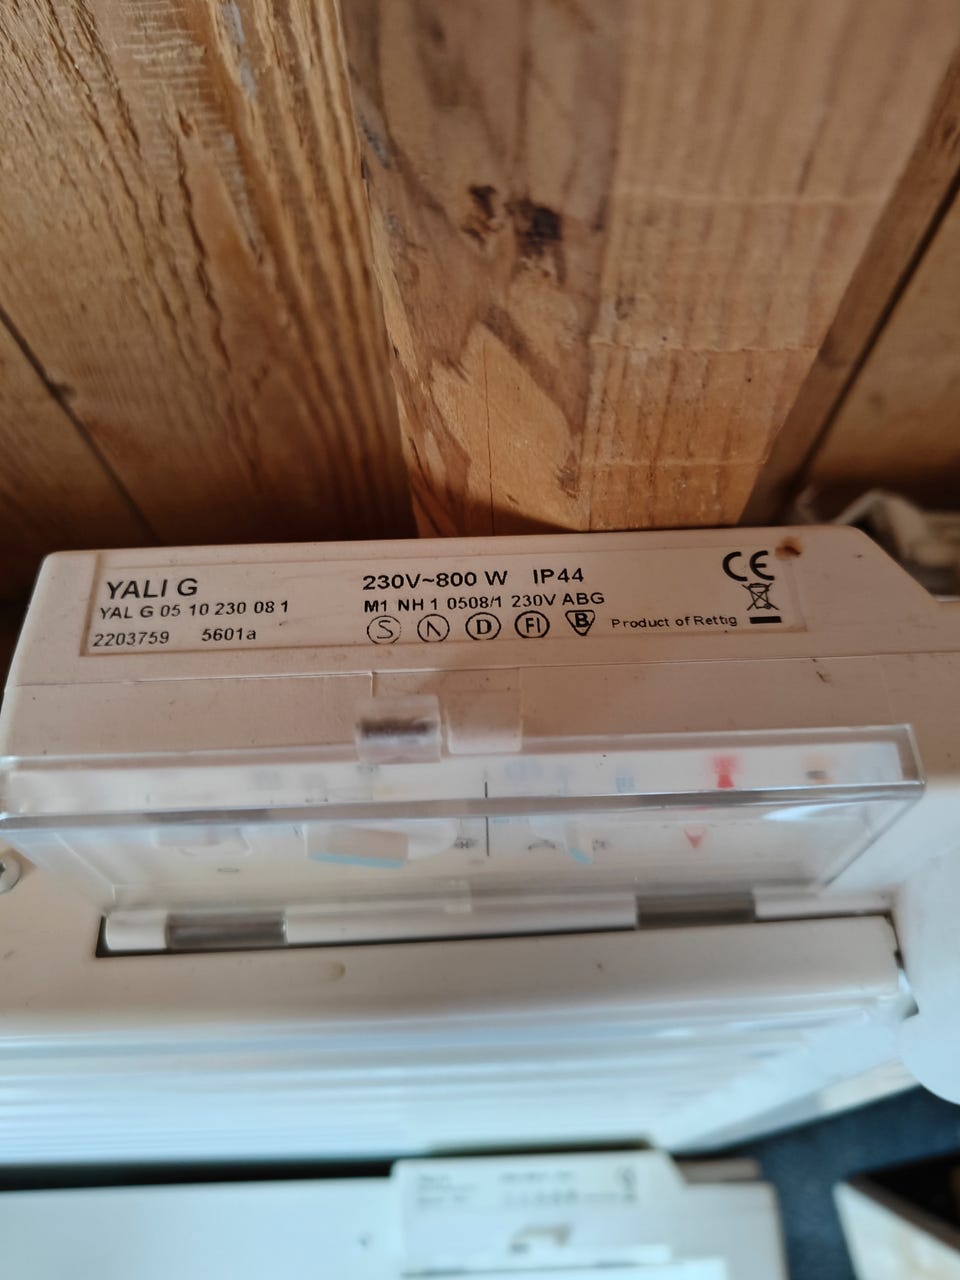 YALI G
YAL G 05 10 230 08 1
2203759 5601a
230V~800 W IP44
M1 NH 1 0508/1 230V ABG
S N D FI B Product of Rettig
CE